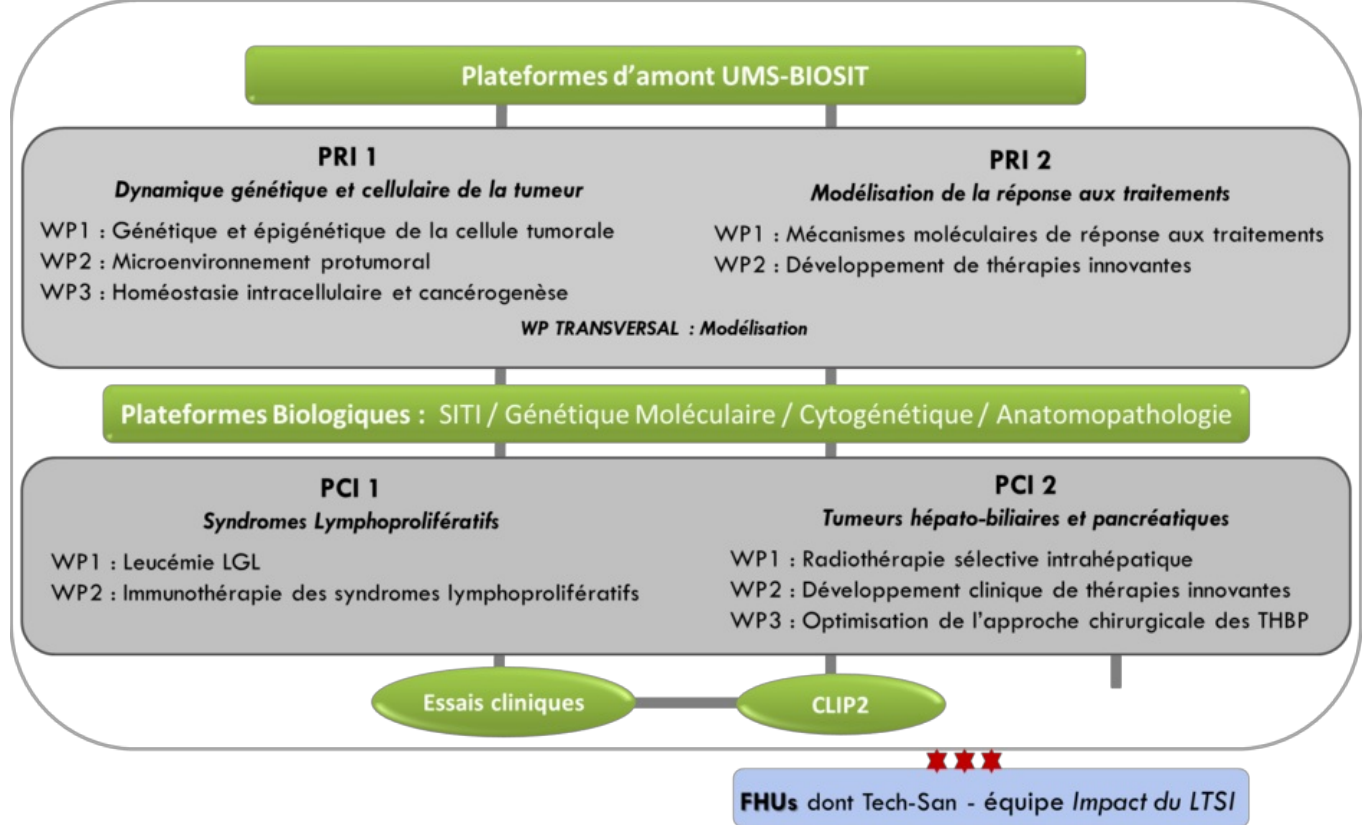 Plateformes d'amont UMS-BIOSIT
PRI 1
Dynamique génétique et cellulaire de la tumeur
WP1 : Génétique et épigénétique de la cellule tumorale
WP2 : Microenvironnement protumoral
WP3 : Homéostasie intracellulaire et cancérogenèse
PRI 2
Modélisation de la réponse aux traitements
WP1 : Mécanismes moléculaires de réponse aux traitements
WP2 : Développement de thérapies innovantes
WP TRANSVERSAL : Modélisation
Plateformes Biologiques : SITI / Génétique Moléculaire / Cytogénétique / Anatomopathologie
PCI 1
Syndromes Lymphoprolifératifs
WP1 : Leucémie LGL
WP2 : Immunothérapie des syndromes lymphoprolifératifs
PCI 2
Tumeurs hépato-biliaires et pancréatiques
WP1 : Radiothérapie sélective intrahépatique
WP2 : Développement clinique de thérapies innovantes
WP3 : Optimisation de l'approche chirurgicale des THBP
Essais cliniques
CLIP2
FHUs dont Tech-San - équipe Impact du LTSI